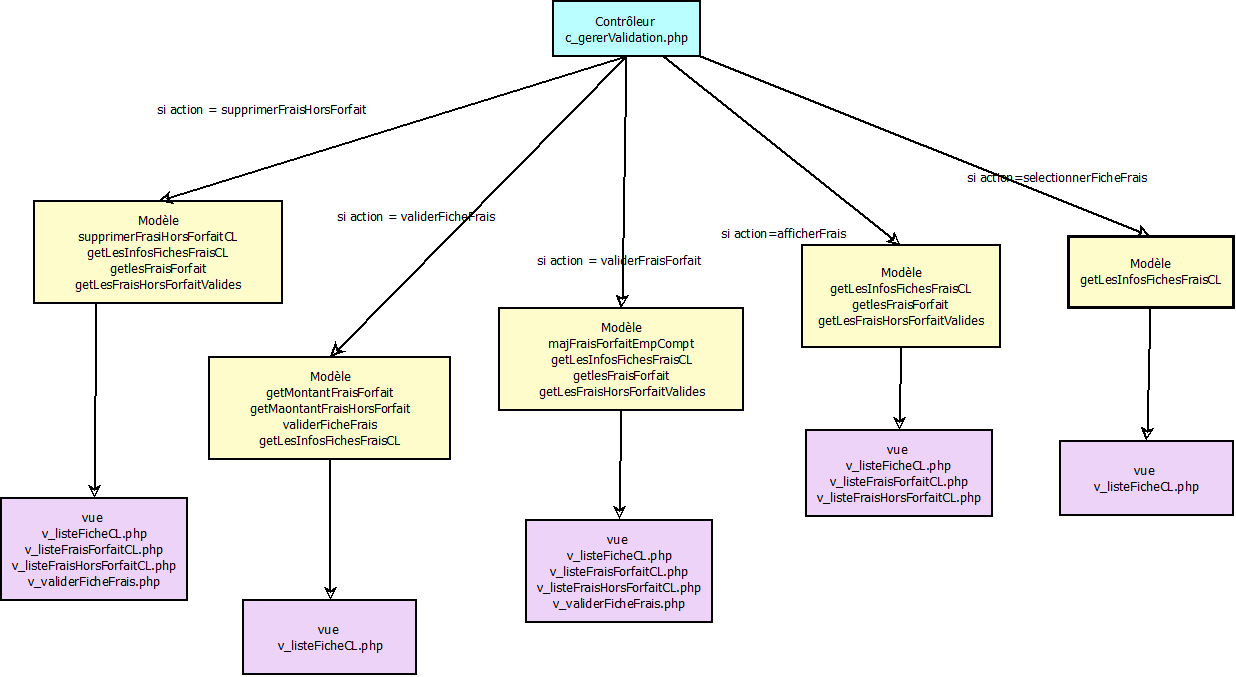 Contrôleur
c_gererValidation.php
si action = supprimerFraisHorsForfait
si action=selectionnerFicheFrais
si action = validerFicheFrais
si action=afficherFrais
si action = validerFraisForfait
Modèle
supprimerFrasiHorsForfaitCL
getLesInfosFichesFraisCL
getlesFraisForfait
getLesFraisHorsForfaitValides
Modèle
getMontantFraisForfait
getMaontantFraisHorsForfait
validerFicheFrais
getLesInfosFichesFraisCL
Modèle
majFraisForfaitEmpCompt
getLesInfosFichesFraisCL
getlesFraisForfait
getLesFraisHorsForfaitValides
Modèle
getLesInfosFichesFraisCL
getlesFraisForfait
getLesFraisHorsForfaitValides
Modèle
getLesInfosFichesFraisCL
vue
v_listeFicheCL.php
v_listeFraisForfaitCL.php
v_listeFraisHorsForfaitCL.php
v_validerFicheFrais.php
vue
v_listeFicheCL.php
vue
v_listeFicheCL.php
v_listeFraisForfaitCL.php
v_listeFraisHorsForfaitCL.php
v_validerFicheFrais.php
vue
v_listeFicheCL.php
v_listeFraisForfaitCL.php
v_listeFraisHorsForfaitCL.php
vue
v_listeFicheCL.php